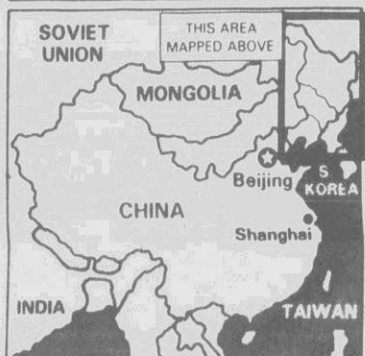 SOVIET
UNION
THIS AREA
MAPPED ABOVE
MONGOLIA
Beijing
S
KOREA
CHINA
Shanghai
INDIA
TAIWAN